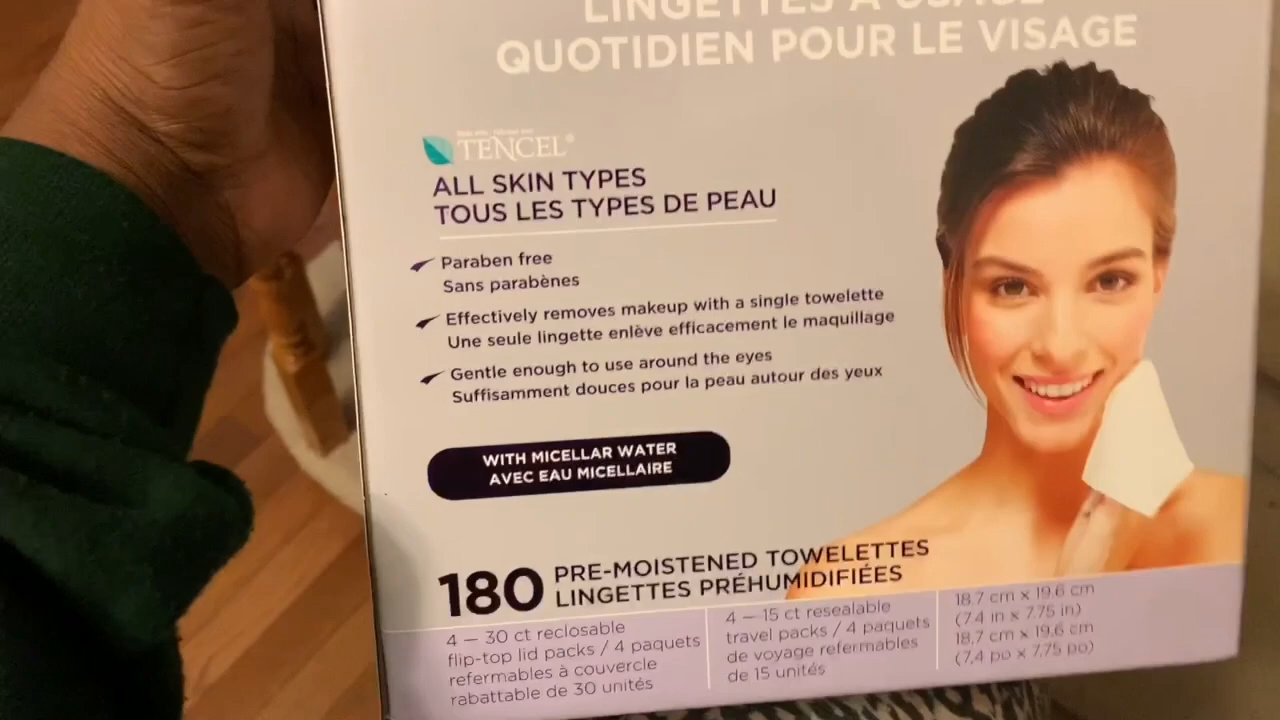 LINGETTES À USAGE
QUOTIDIEN POUR LE VISAGE
TENCEL®
ALL SKIN TYPES
TOUS LES TYPES DE PEAU
Paraben free
Sans parabènes
Effectively removes makeup with a single towelette
Une seule lingette enlève efficacement le maquillage
Gentle enough to use around the eyes
Suffisamment douces pour la peau autour des yeux
WITH MICELLAR WATER
AVEC EAU MICELLAIRE
180 PRE-MOISTENED TOWELETTES
LINGETTES PRÉHUMIDIFIÉES
4 — 30 ct reclosable
flip-top lid packs / 4 paquets
refermables à couvercle
rabattable de 30 unités
4 — 15 ct resealable
travel packs / 4 paquets
de voyage refermables
de 15 unités
18.7 cm x 19.6 cm
(7.4 in x 7.75 in)
18,7 cm x 19,6 cm
(7,4 po x 7,75 po)